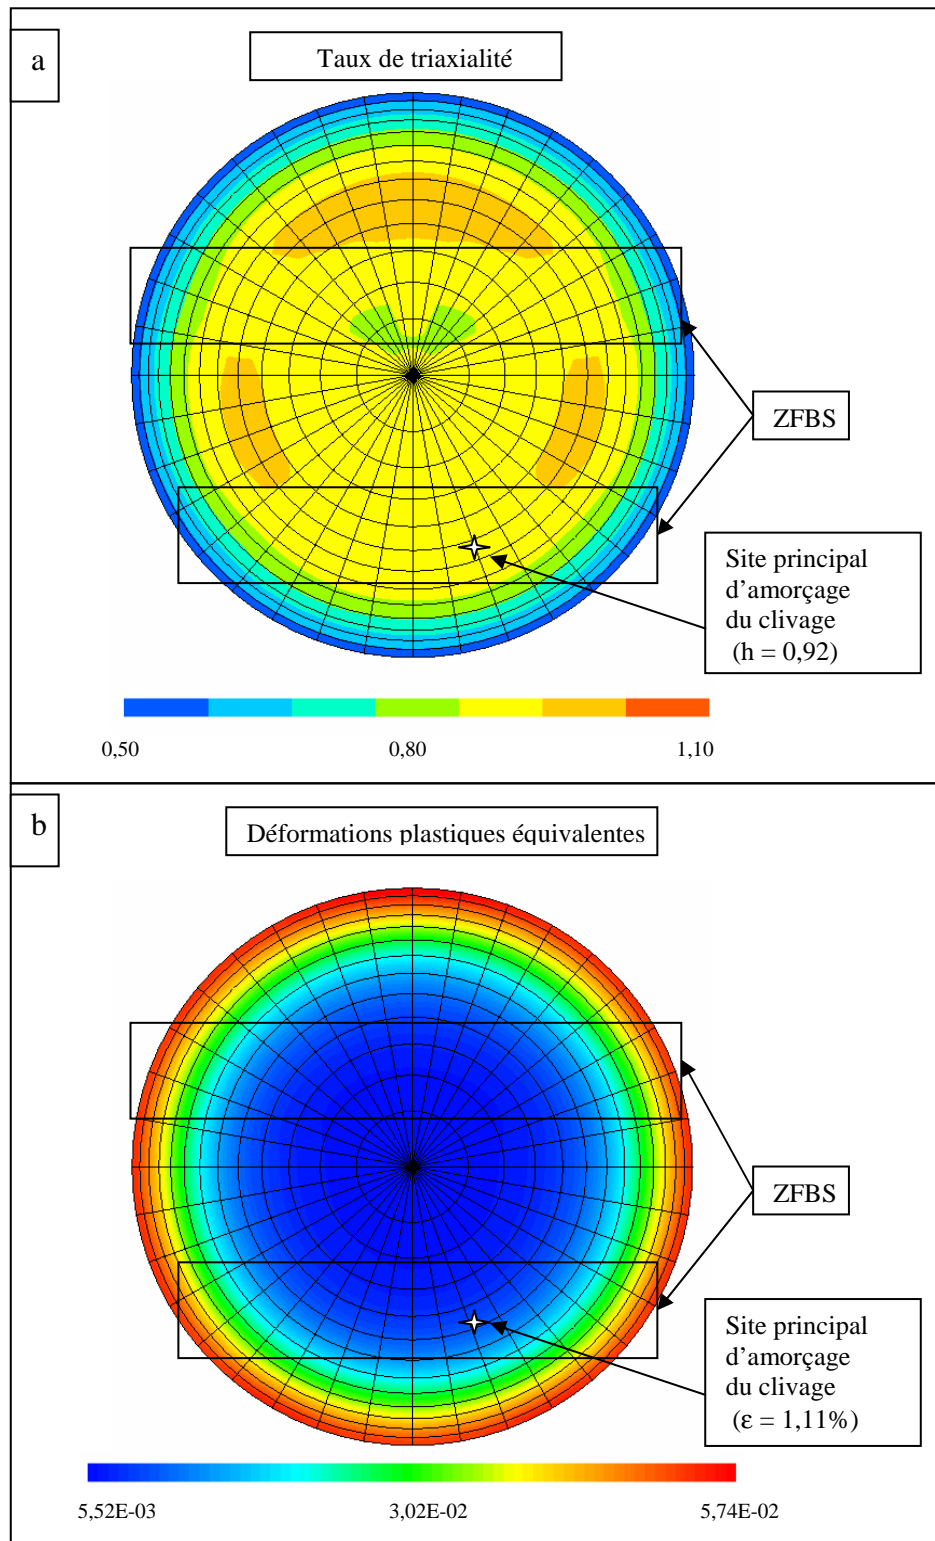 a
Taux de triaxialité
ZFBS
Site principal
d'amorçage
du clivage
(h = 0,92)
0,50
0,80
1,10
b
Déformations plastiques équivalentes
ZFBS
Site principal
d'amorçage
du clivage
(ε = 1,11%)
5,52E-03
3,02E-02
5,74E-02